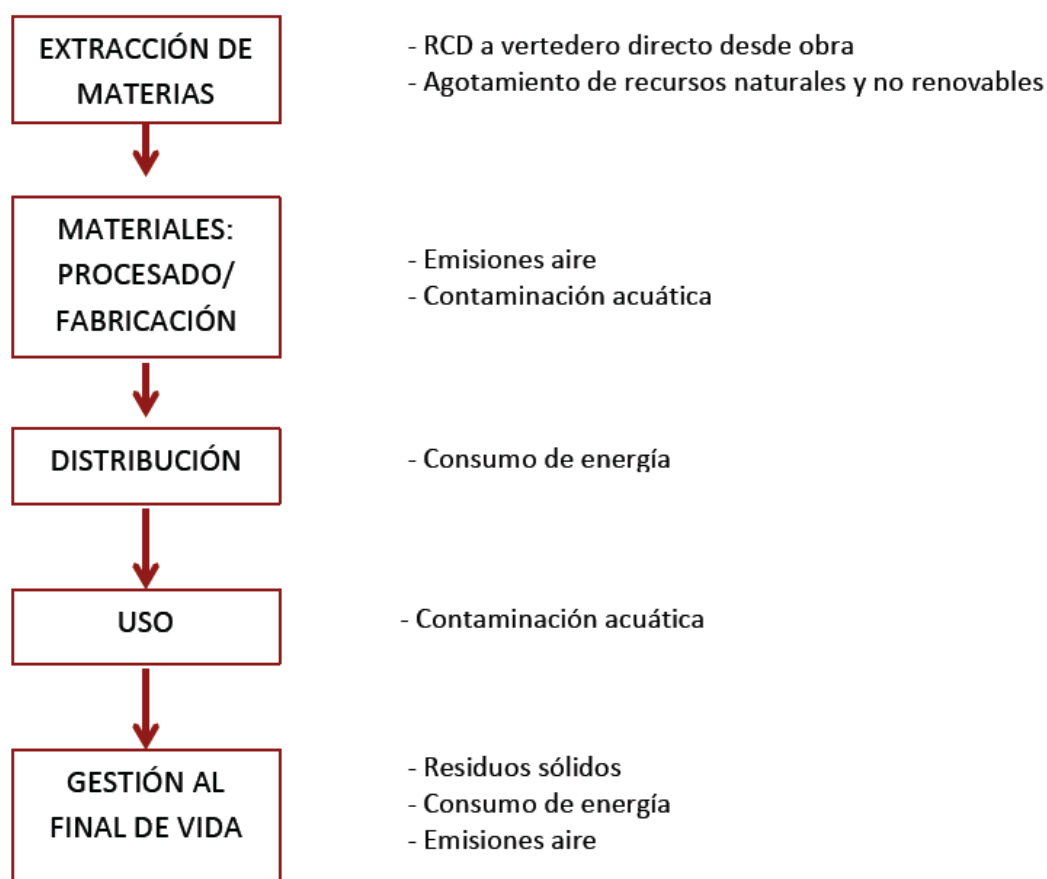 EXTRACCIÓN DE
MATERIAS
- RCD a vertedero directo desde obra
- Agotamiento de recursos naturales y no renovables
MATERIALES:
PROCESADO/
FABRICACIÓN
- Emisiones aire
- Contaminación acuática
DISTRIBUCIÓN
- Consumo de energía
USO
- Contaminación acuática
GESTIÓN AL
FINAL DE VIDA
- Residuos sólidos
- Consumo de energía
- Emisiones aire